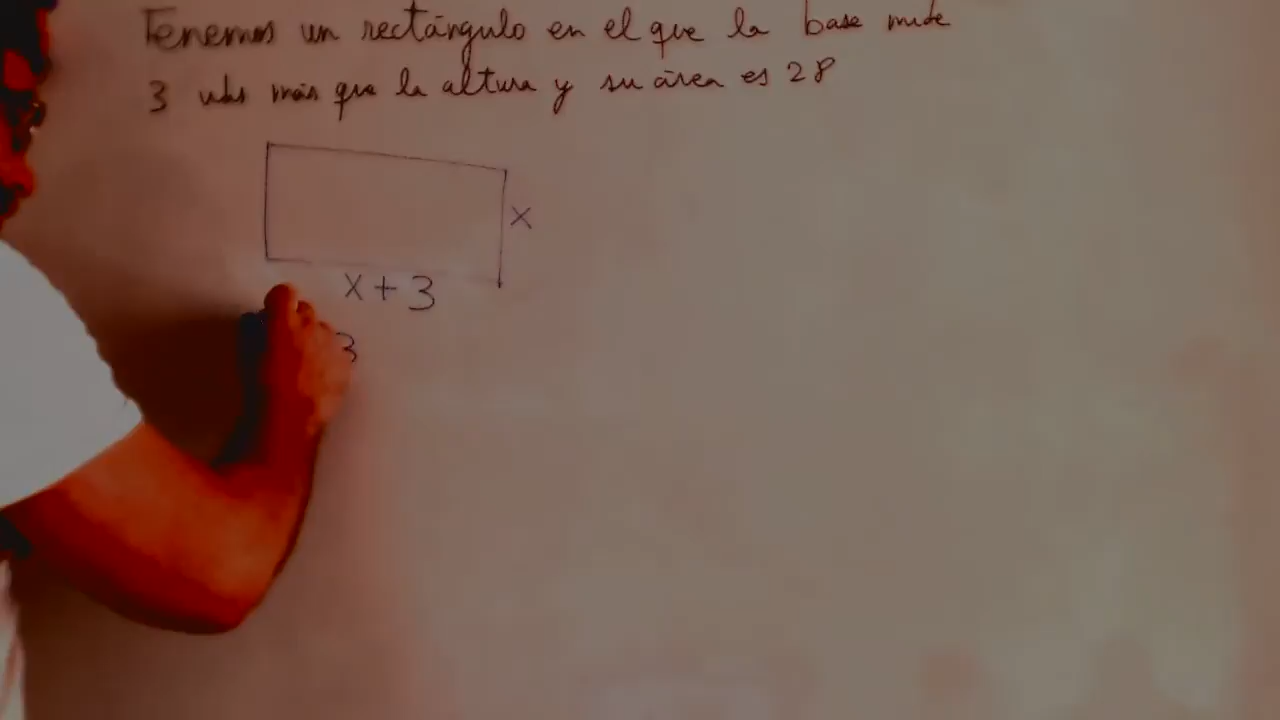 Tenemos un rectángulo en el que la base mide
3 uds más que la altura y su área es 28
x
x + 3
3